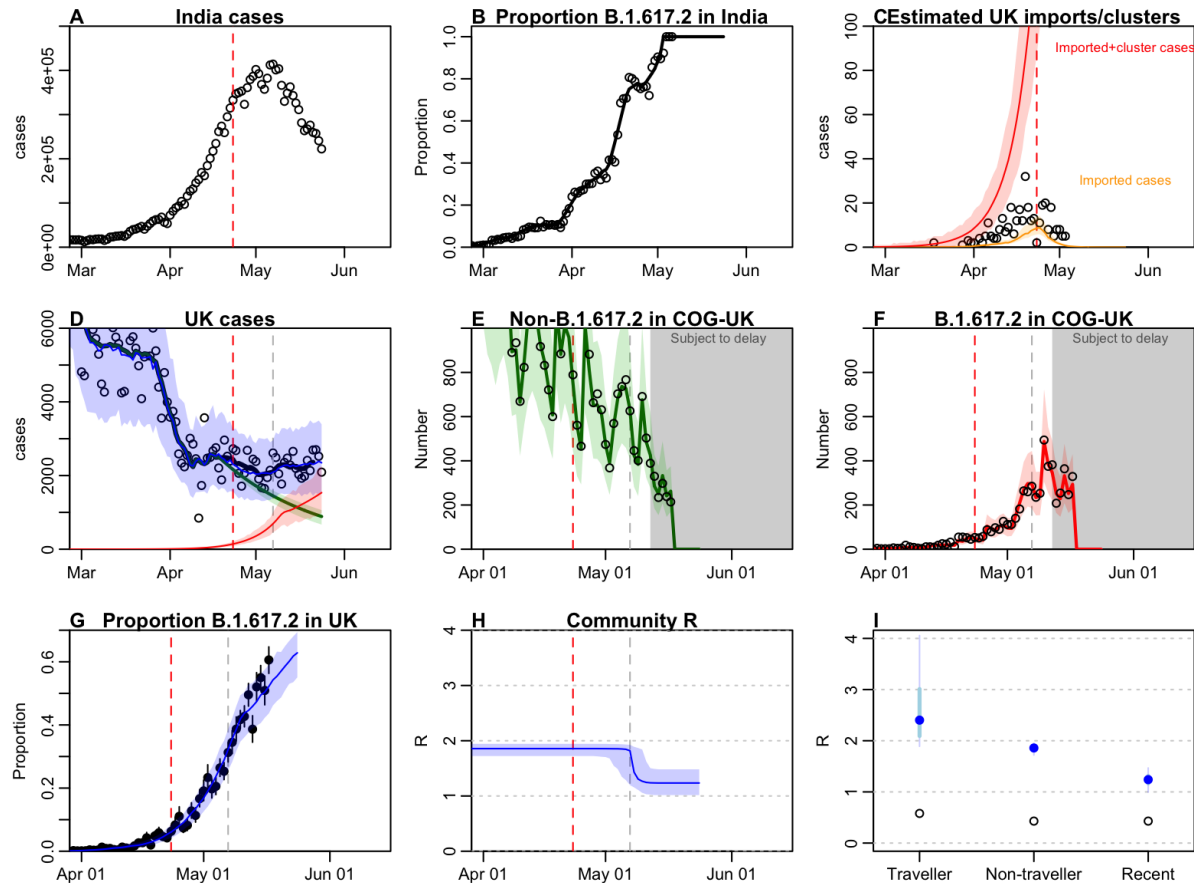 A India cases
cases
0e+00 2e+05 4e+05
Mar Apr May Jun
B Proportion B.1.617.2 in India
Proportion
0.0 0.2 0.4 0.6 0.8 1.0
Mar Apr May Jun
C Estimated UK imports/clusters
Imported+cluster cases
Imported cases
cases
0 20 40 60 80 100
Mar Apr May Jun
D UK cases
cases
0 2000 4000 6000
Mar Apr May Jun
E Non-B.1.617.2 in COG-UK
Subject to delay
Number
0 200 400 600 800
Apr 01 May 01 Jun 01
F B.1.617.2 in COG-UK
Subject to delay
Number
0 200 400 600 800
Apr 01 May 01 Jun 01
G Proportion B.1.617.2 in UK
Proportion
0.0 0.2 0.4 0.6
Apr 01 May 01 Jun 01
H Community R
R
0 1 2 3 4
Apr 01 May 01 Jun 01
I
R
0 1 2 3 4
Traveller Non-traveller Recent